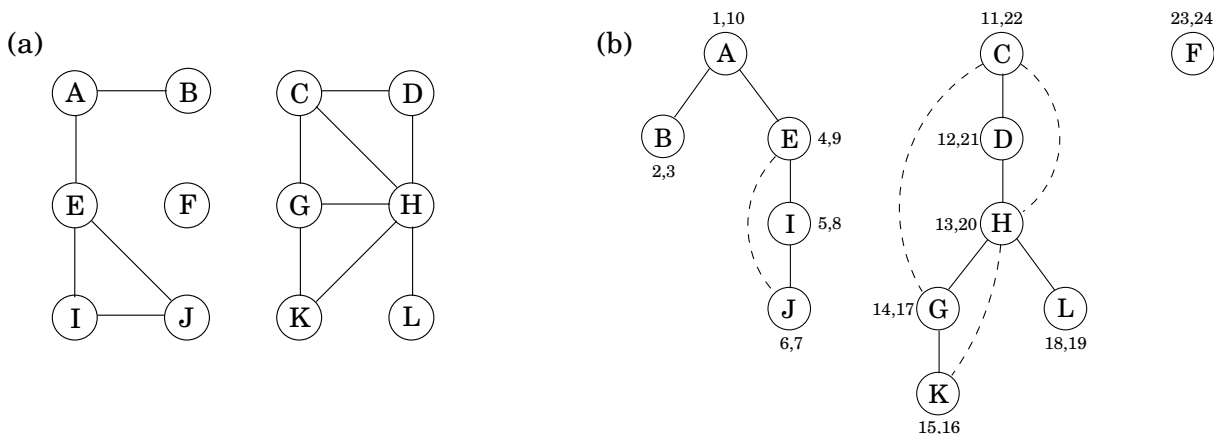 (a)
A B C D
E F G H
I J K L
(b)
1,10 11,22 23,24
A C F
B E 4,9 12,21 D
2,3
I 5,8 13,20 H
J 14,17 G L
6,7 18,19
K
15,16